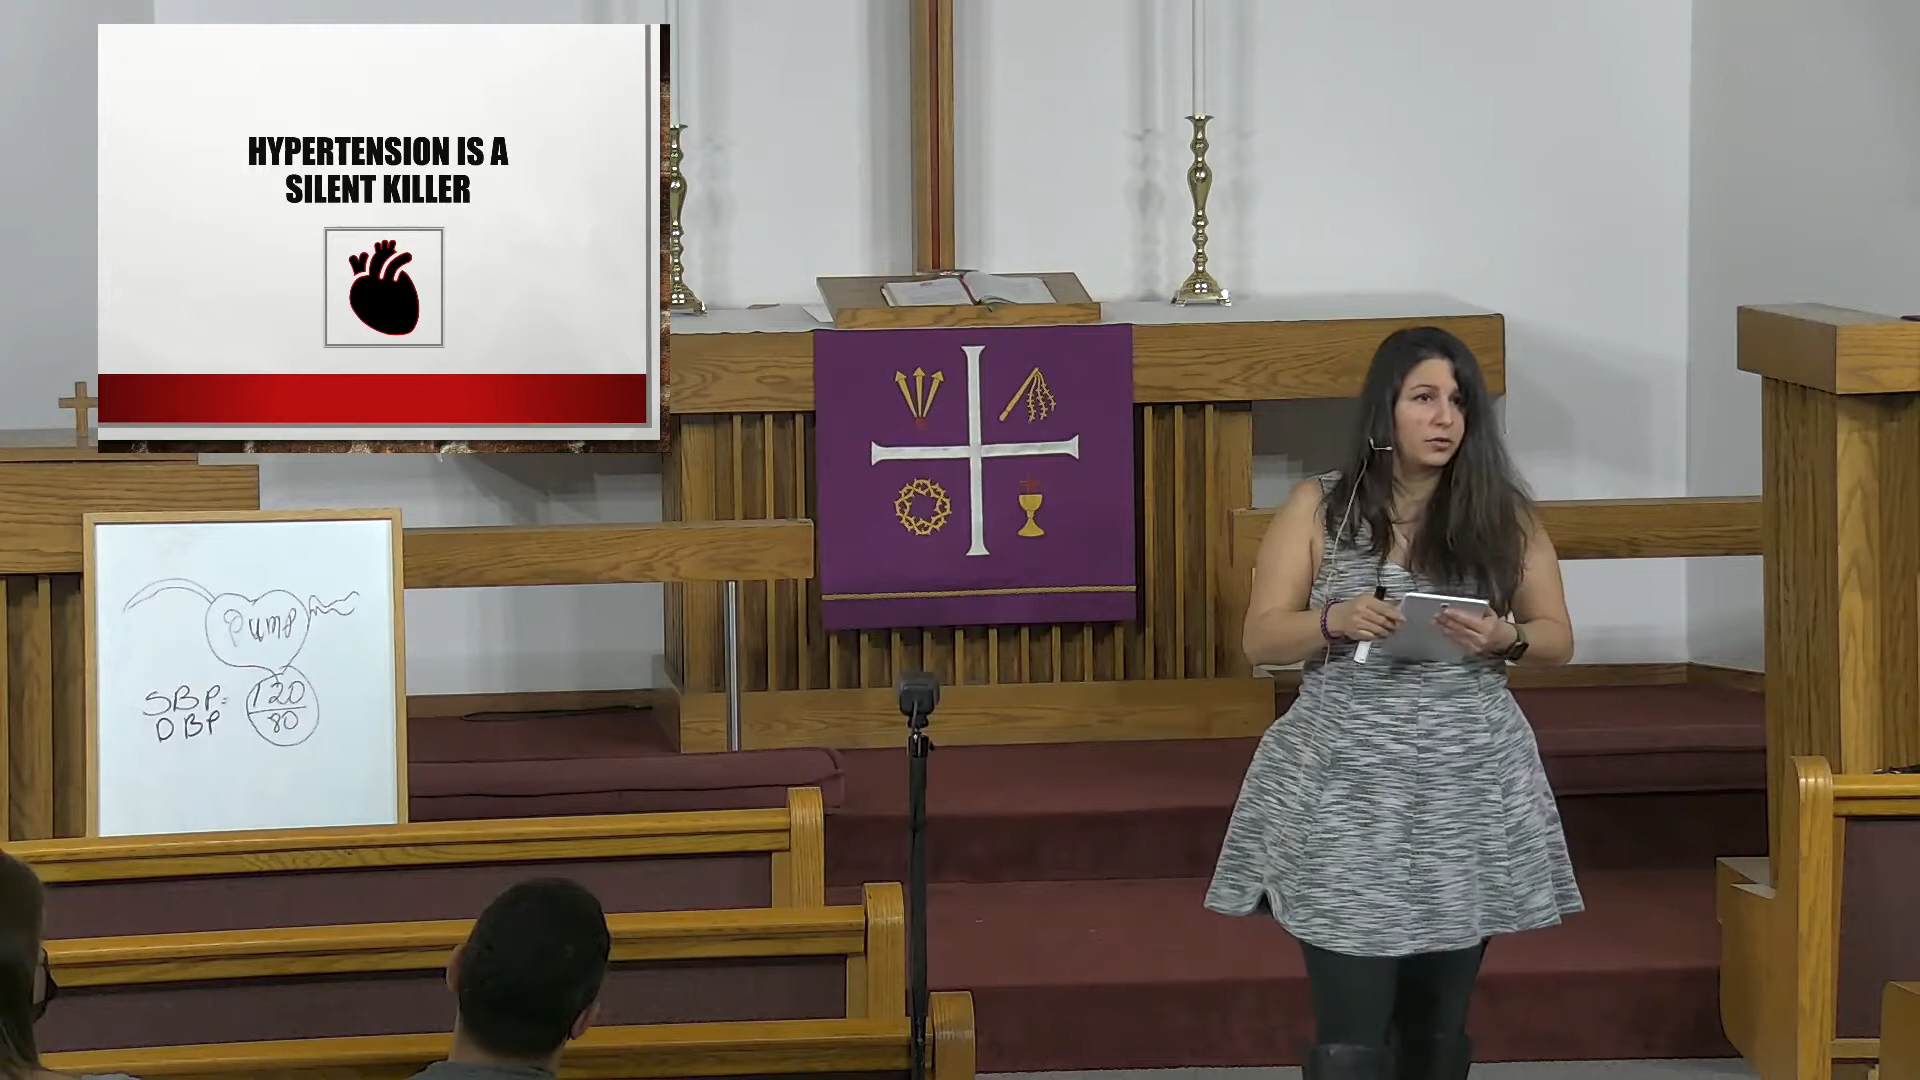 HYPERTENSION IS A
SILENT KILLER
PUMP
SBP: 120
DBP 80